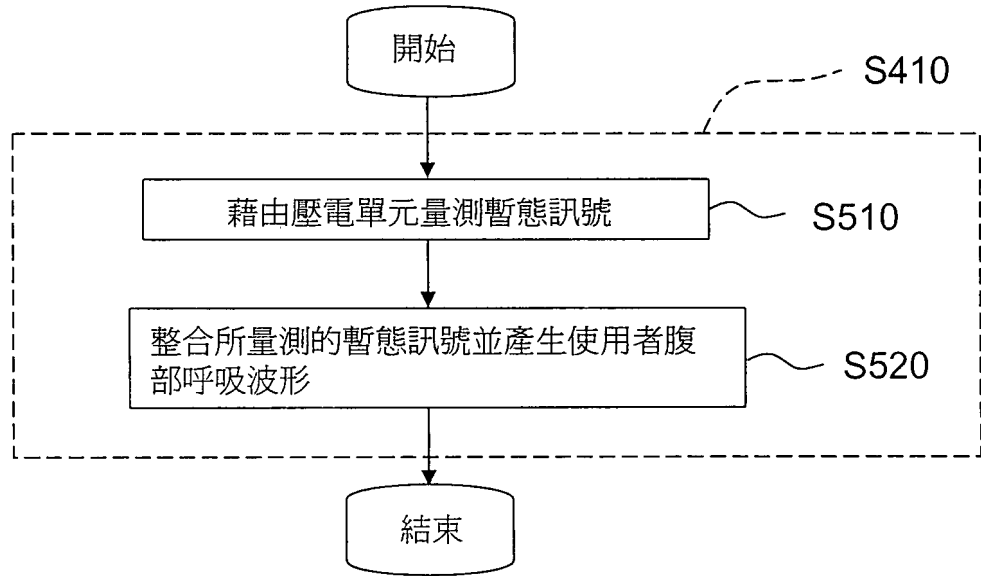 開始
S410
藉由壓電單元量測暫態訊號
S510
整合所量測的暫態訊號並產生使用者腹
部呼吸波形
S520
結束